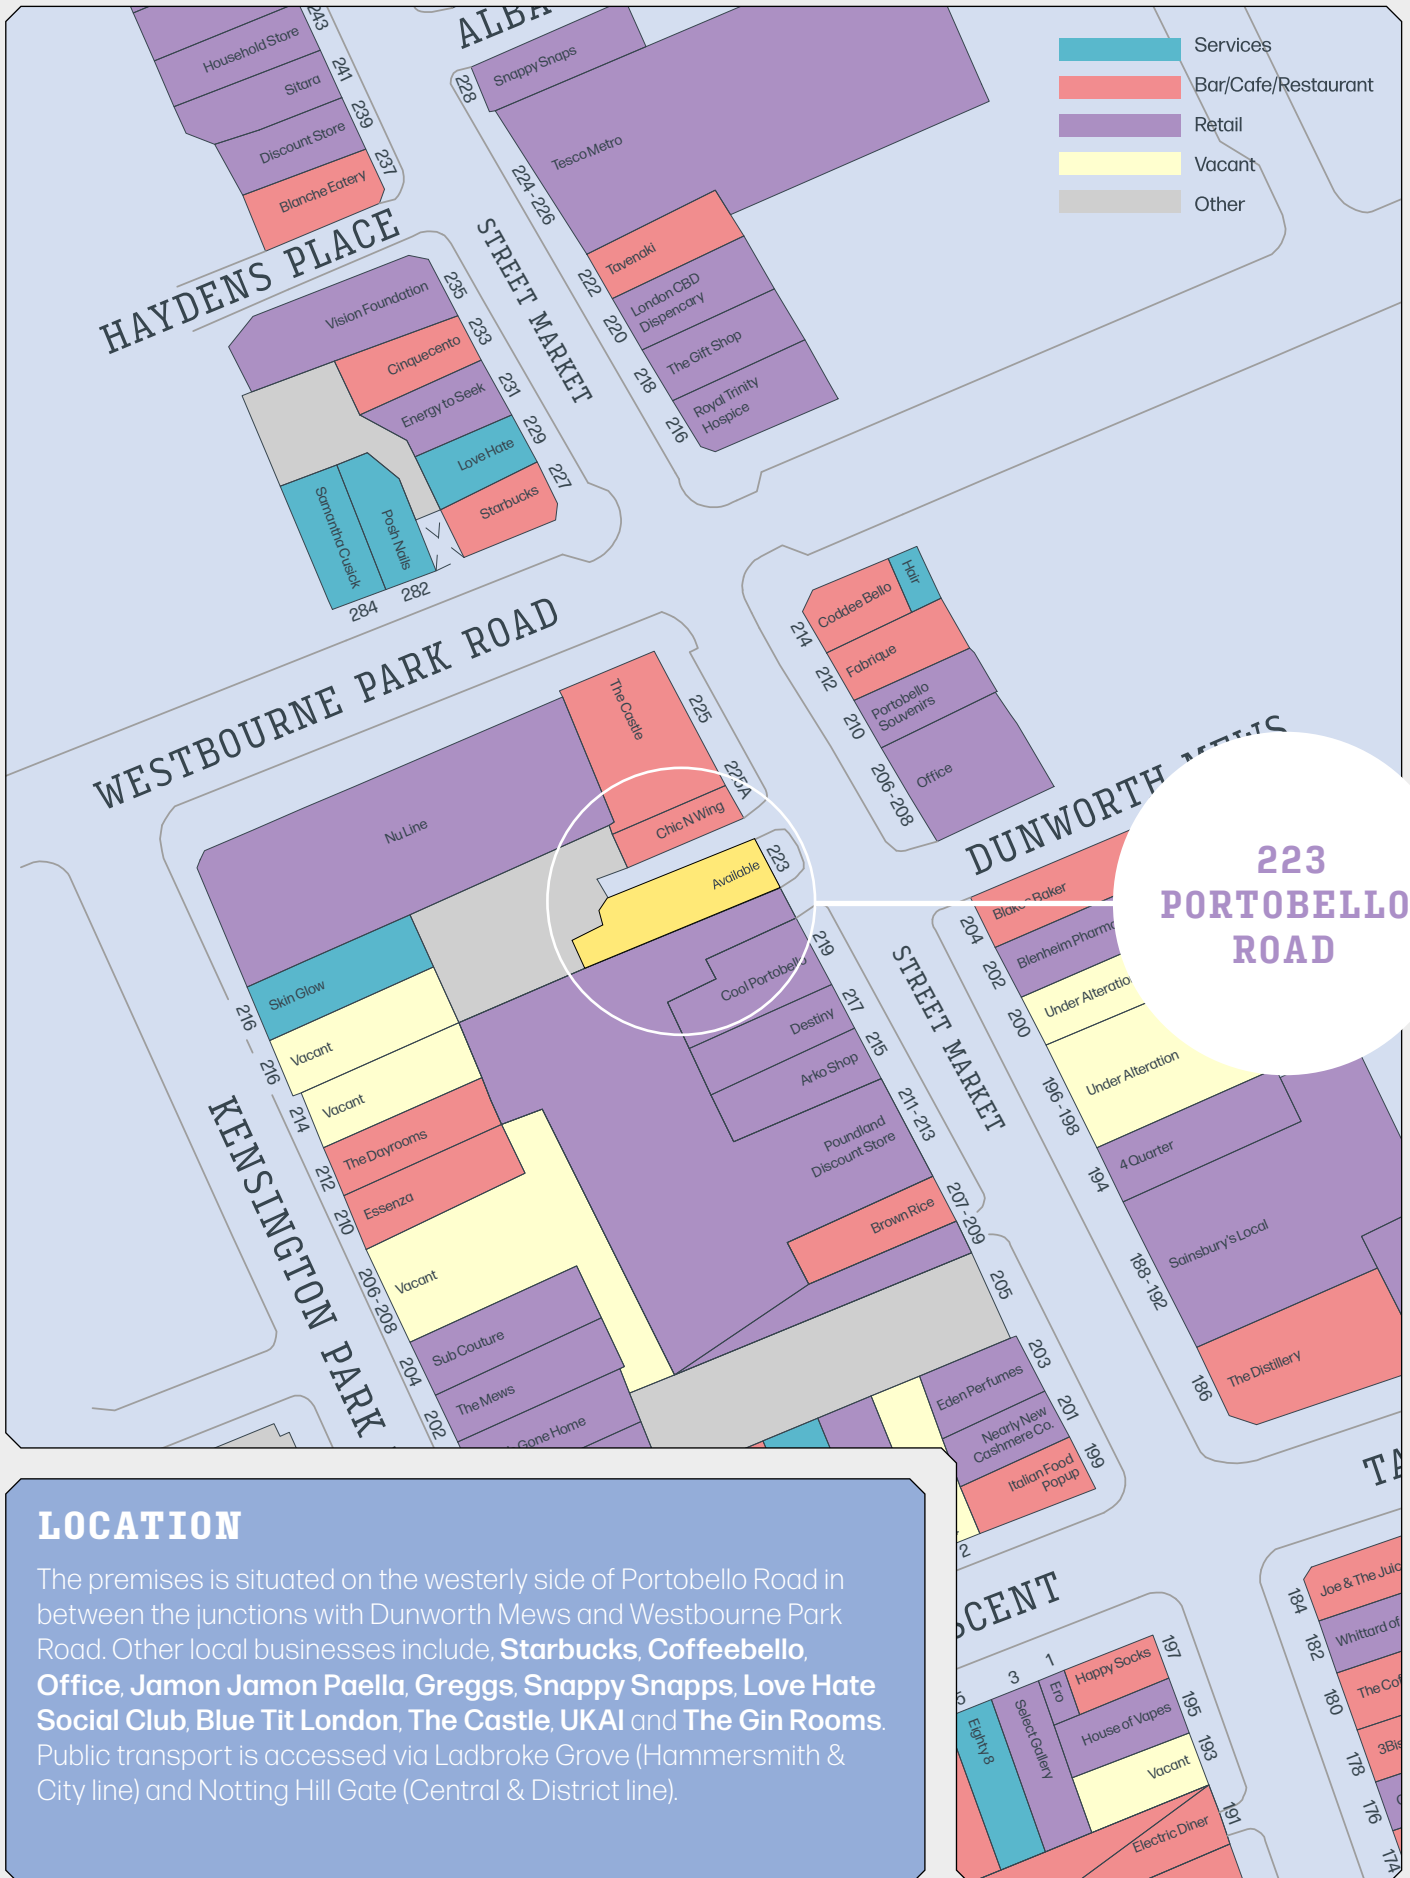 243
Household Store
241
Sitara
239
Discount Store
237
Blanche Eatery
HAYDENS PLACE
228
Snappy Snaps
Tesco Metro
224-226
STREET MARKET
Services
Bar/Cafe/Restaurant
Retail
Vacant
Other
Tavenaki
222
London CBD
Dispencary
220
The Gift Shop
218
Royal Trinity
Hospice
216
Vision Foundation
235
Cinquecento
233
Energy to Seek
231
Love Hate
229
Starbucks
227
Samantha Cusick
Posh Nails
284
282
WESTBOURNE PARK ROAD
Coddee Bello
Hair
214
Fabrique
212
Portobello
Souvenirs
210
Office
206-208
The Castle
225
225A
Chic N Wing
Nu Line
Available
223
DUNWORTH MEWS
223
PORTOBELLO
ROAD
204
Blenheim Pharma
202
Under Alteratio
200
Under Alteration
196-198
4 Quarter
194
Sainsbury's Local
188-192
The Distillery
186
STREET MARKET
Cool Portobello
219
Destiny
217
Arko Shop
215
Poundland
Discount Store
211-213
Brown Rice
207-209
205
Eden Perfumes
203
Nearly New
Cashmere Co.
201
Italian Food
Popup
199
Skin Glow
216
Vacant
216
Vacant
214
The Dayrooms
212
Essenza
210
Vacant
206-208
Sub Couture
204
The Mews
202
Gone Home
KENSINGTON PARK
2
SCENT
5
3
1
Eighty 8
Select Gallery
Ero
Happy Socks
197
House of Vapes
195
Vacant
193
Electric Diner
191
TA
184
Joe & The Juic
182
Whittard of
180
The Cof
178
3Bis
176
174
LOCATION
The premises is situated on the westerly side of Portobello Road in
between the junctions with Dunworth Mews and Westbourne Park
Road. Other local businesses include, Starbucks, Coffeebello,
Office, Jamon Jamon Paella, Greggs, Snappy Snapps, Love Hate
Social Club, Blue Tit London, The Castle, UKAI and The Gin Rooms.
Public transport is accessed via Ladbroke Grove (Hammersmith &
City line) and Notting Hill Gate (Central & District line).